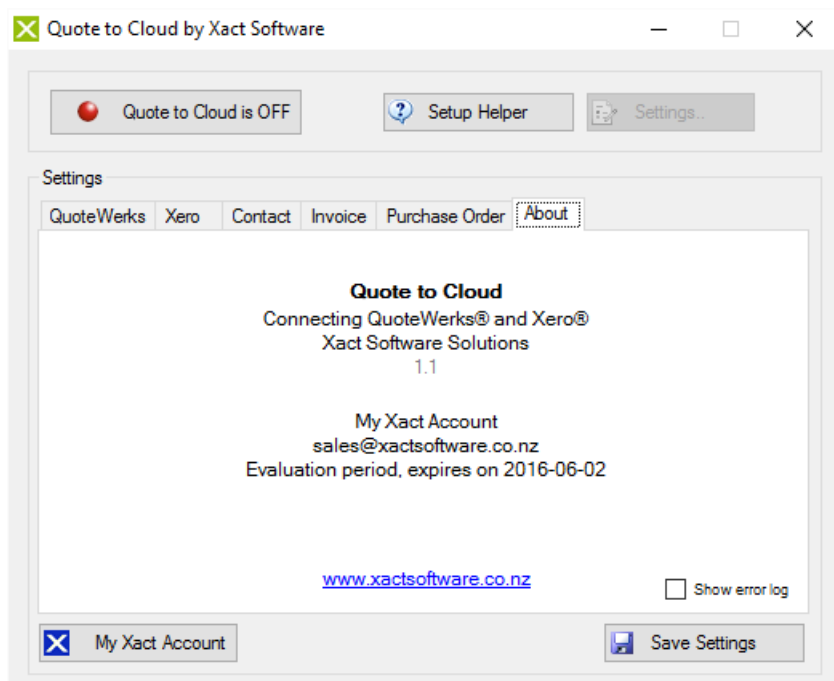 Quote to Cloud by Xact Software
Quote to Cloud is OFF
Setup Helper
Settings..
Settings
QuoteWerks
Xero
Contact
Invoice
Purchase Order
About
Quote to Cloud
Connecting QuoteWerks® and Xero®
Xact Software Solutions
1.1
My Xact Account
sales@xactsoftware.co.nz
Evaluation period, expires on 2016-06-02
www.xactsoftware.co.nz
Show error log
My Xact Account
Save Settings